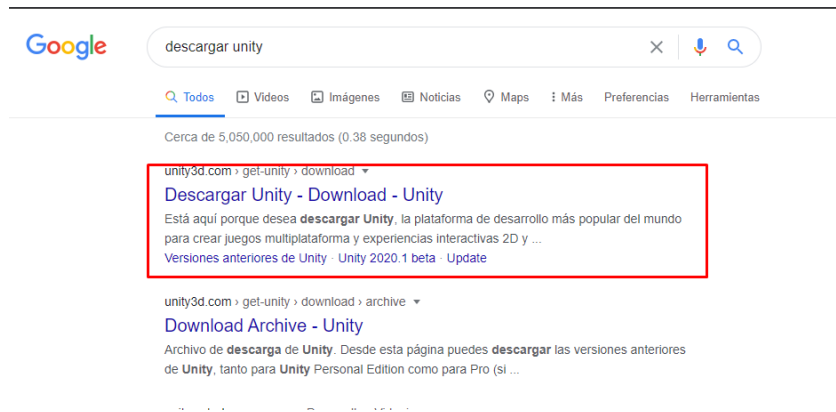 Google
descargar unity
Todos Videos Imágenes Noticias Maps Más Preferencias Herramientas
Cerca de 5,050,000 resultados (0.38 segundos)
unity3d.com › get-unity › download
Descargar Unity - Download - Unity
Está aquí porque desea descargar Unity, la plataforma de desarrollo más popular del mundo
para crear juegos multiplataforma y experiencias interactivas 2D y ...
Versiones anteriores de Unity · Unity 2020.1 beta · Update
unity3d.com › get-unity › download › archive
Download Archive - Unity
Archivo de descarga de Unity. Desde esta página puedes descargar las versiones anteriores
de Unity, tanto para Unity Personal Edition como para Pro (si ...